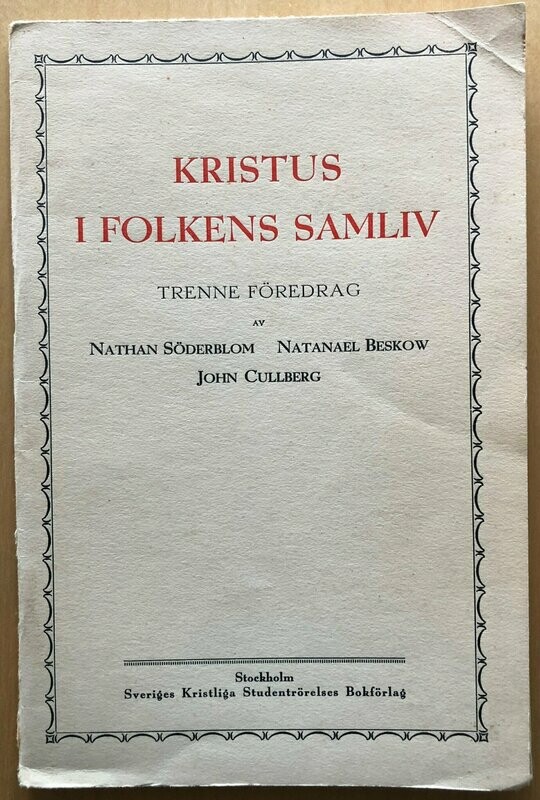 KRISTUS
I FOLKENS SAMLIV
TRENNE FÖREDRAG
AV
NATHAN SÖDERBLOM NATANAEL BESKOW
JOHN CULLBERG
Stockholm
Sveriges Kristliga Studentrörelses Bokförlag